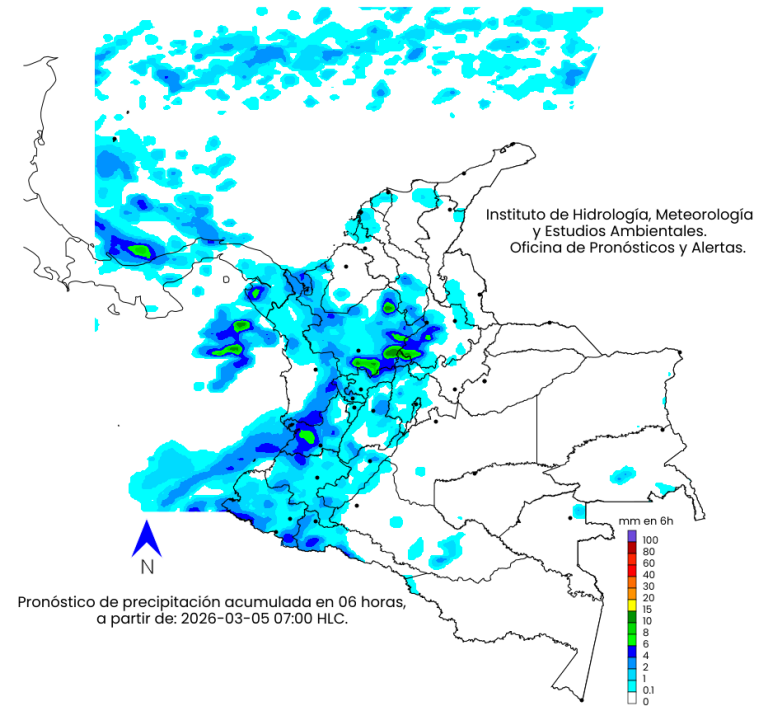 Instituto de Hidrología, Meteorología
y Estudios Ambientales.
Oficina de Pronósticos y Alertas.
mm en 6h
100
80
60
40
30
20
15
10
8
6
4
2
1
0.1
0
N
Pronóstico de precipitación acumulada en 06 horas,
a partir de: 2026-03-05 07:00 HLC.